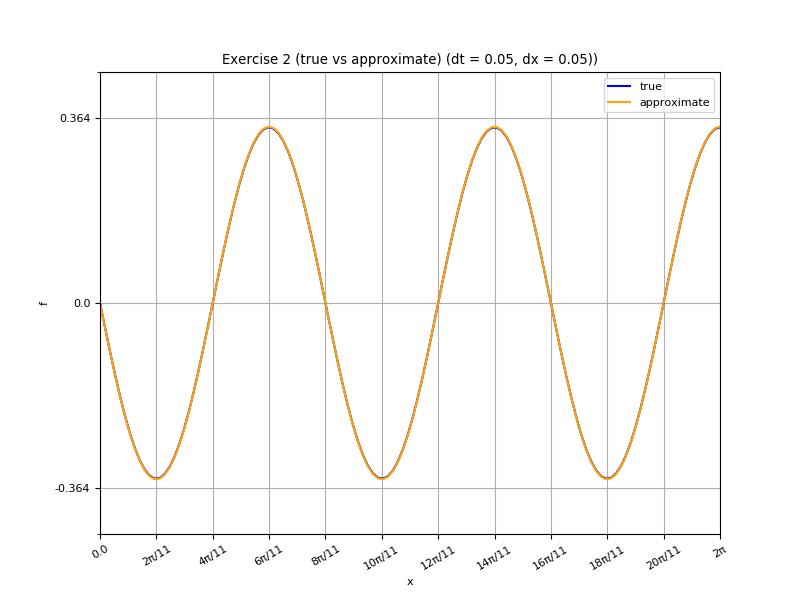 Exercise 2 (true vs approximate) (dt = 0.05, dx = 0.05))
true
approximate
0.364
0.0
-0.364
f
0.0
2π/11
4π/11
6π/11
8π/11
10π/11
12π/11
14π/11
16π/11
18π/11
20π/11
2π
x